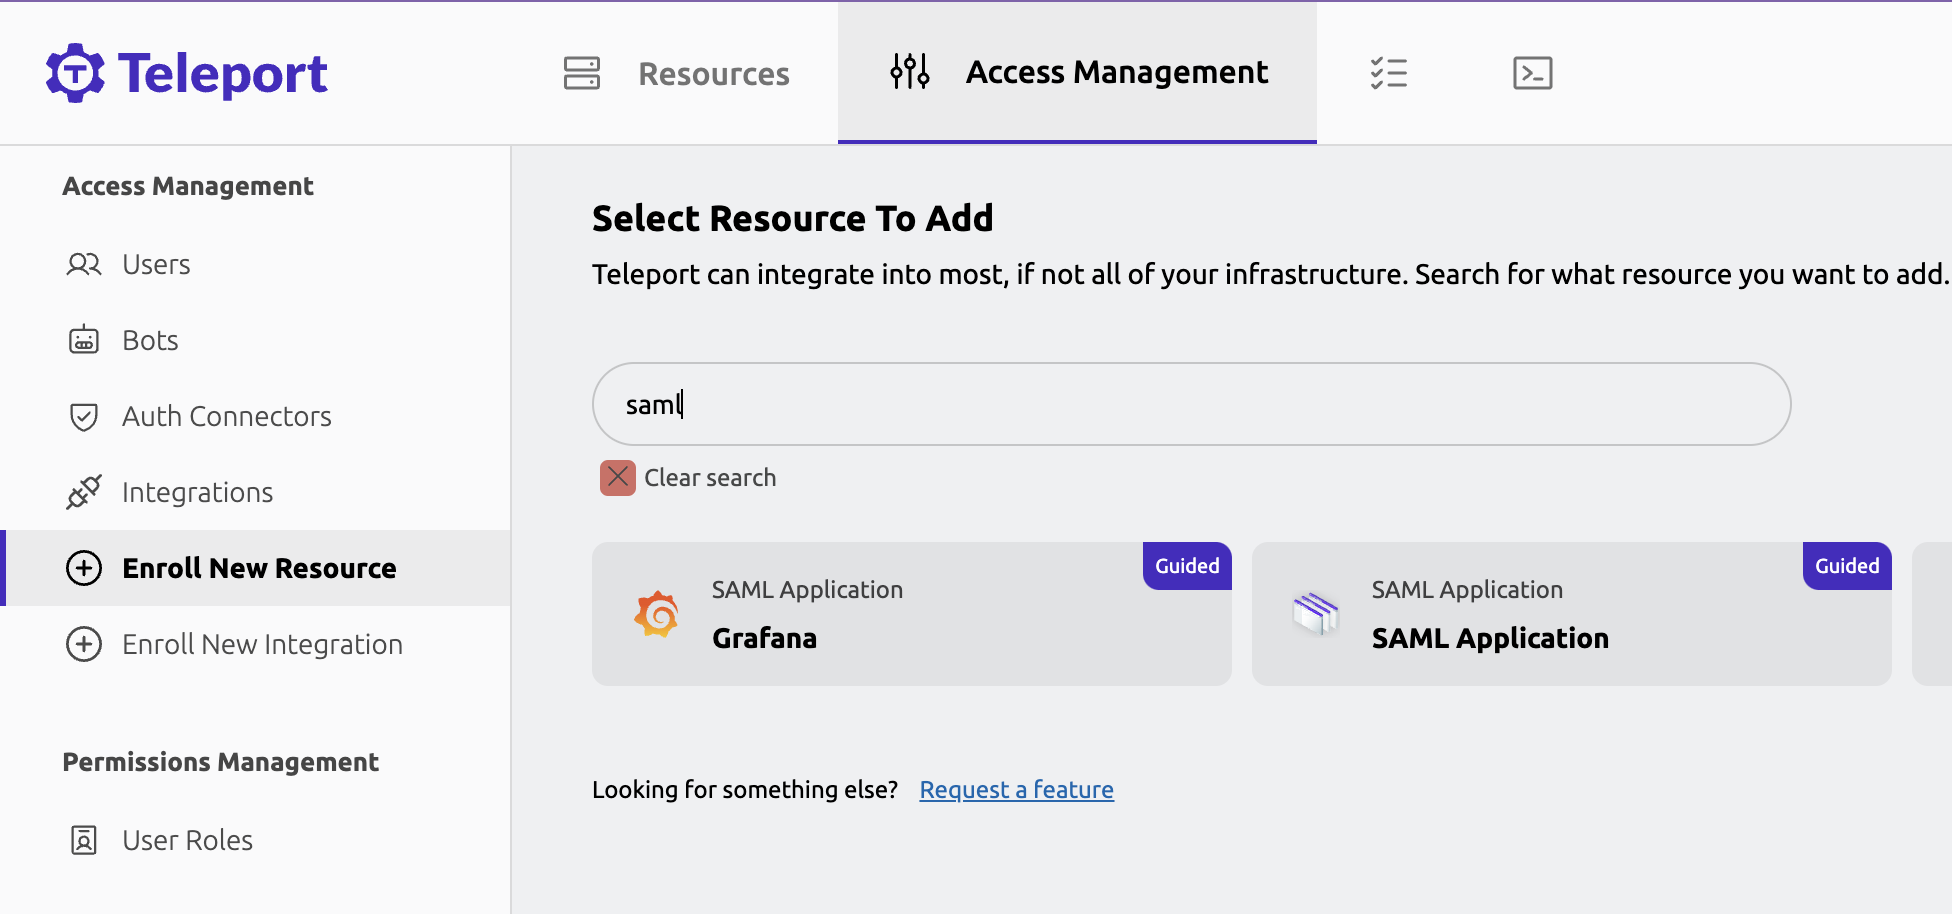 Teleport
Resources
Access Management
Access Management
Users
Bots
Auth Connectors
Integrations
Enroll New Resource
Enroll New Integration
Permissions Management
User Roles
Select Resource To Add
Teleport can integrate into most, if not all of your infrastructure. Search for what resource you want to add.
saml
Clear search
Guided
SAML Application
Grafana
Guided
SAML Application
SAML Application
Looking for something else? Request a feature